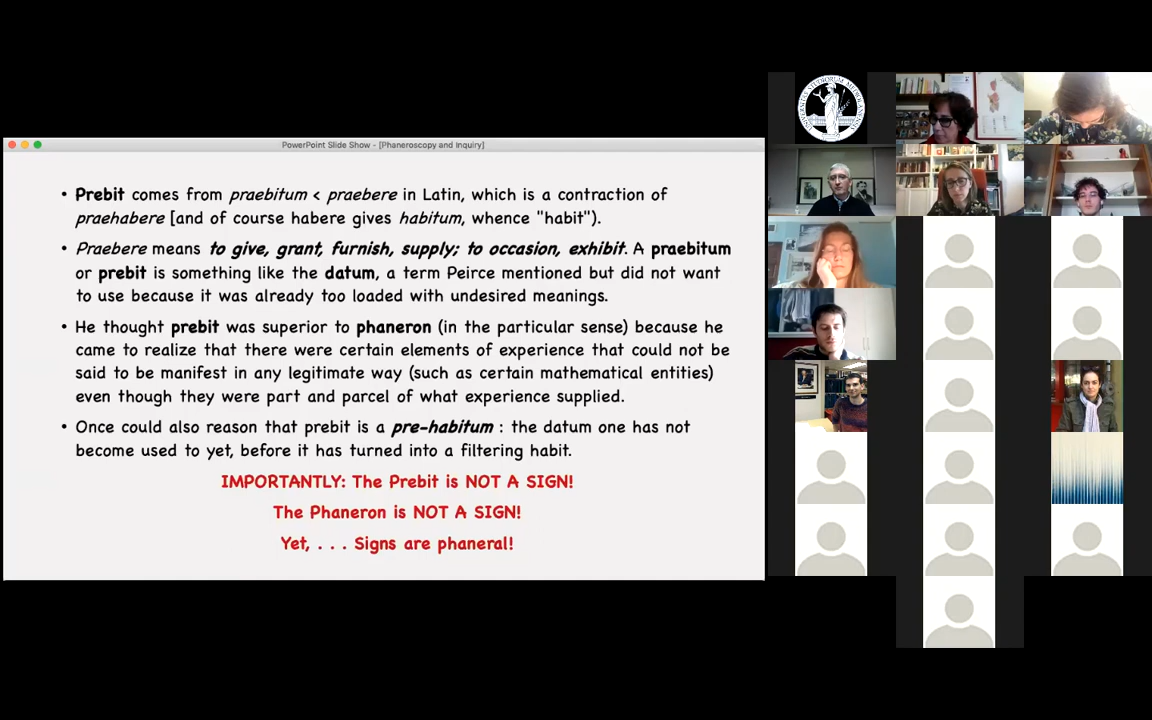 PowerPoint Slide Show - [Phaneroscopy and Inquiry]
• Prebit comes from praebitum < praebere in Latin, which is a contraction of
praehabere [and of course habere gives habitum, whence "habit").
• Praebere means to give, grant, furnish, supply; to occasion, exhibit. A praebitum
or prebit is something like the datum, a term Peirce mentioned but did not want
to use because it was already too loaded with undesired meanings.
• He thought prebit was superior to phaneron (in the particular sense) because he
came to realize that there were certain elements of experience that could not be
said to be manifest in any legitimate way (such as certain mathematical entities)
even though they were part and parcel of what experience supplied.
• Once could also reason that prebit is a pre-habitum : the datum one has not
become used to yet, before it has turned into a filtering habit.
IMPORTANTLY: The Prebit is NOT A SIGN!
The Phaneron is NOT A SIGN!
Yet, . . . Signs are phaneral!